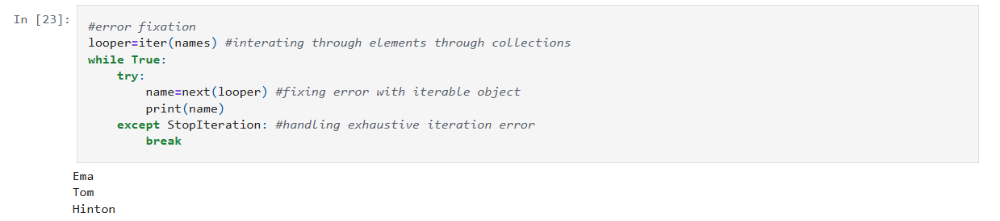 In [23]:
#error fixation
looper=iter(names) #interating through elements through collections
while True:
    try:
        name=next(looper) #fixing error with iterable object
        print(name)
    except StopIteration: #handling exhaustive iteration error
        break
Ema
Tom
Hinton